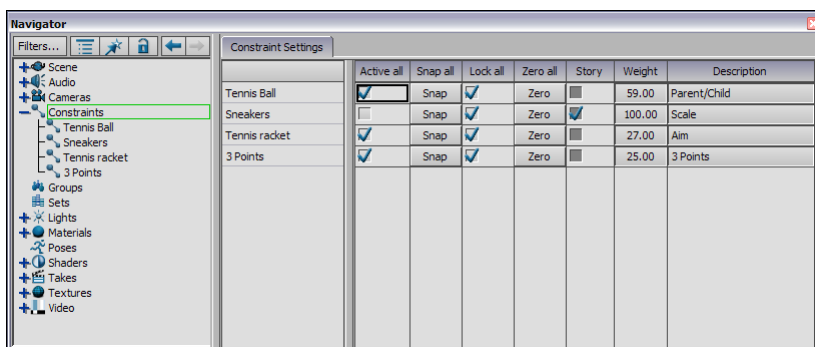 Navigator
Filters...
Scene
Audio
Cameras
Constraints
Tennis Ball
Sneakers
Tennis racket
3 Points
Groups
Sets
Lights
Materials
Poses
Shaders
Takes
Textures
Video
Constraint Settings
Active all Snap all Lock all Zero all Story Weight Description
Tennis Ball Snap Zero 59.00 Parent/Child
Sneakers Snap Zero 100.00 Scale
Tennis racket Snap Zero 27.00 Aim
3 Points Snap Zero 25.00 3 Points